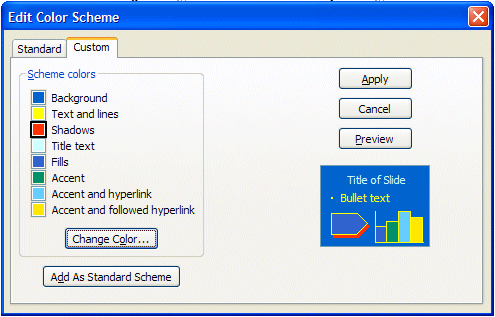 Edit Color Scheme
Standard
Custom
Scheme colors
Background
Text and lines
Shadows
Title text
Fills
Accent
Accent and hyperlink
Accent and followed hyperlink
Change Color...
Add As Standard Scheme
Apply
Cancel
Preview
Title of Slide
• Bullet text